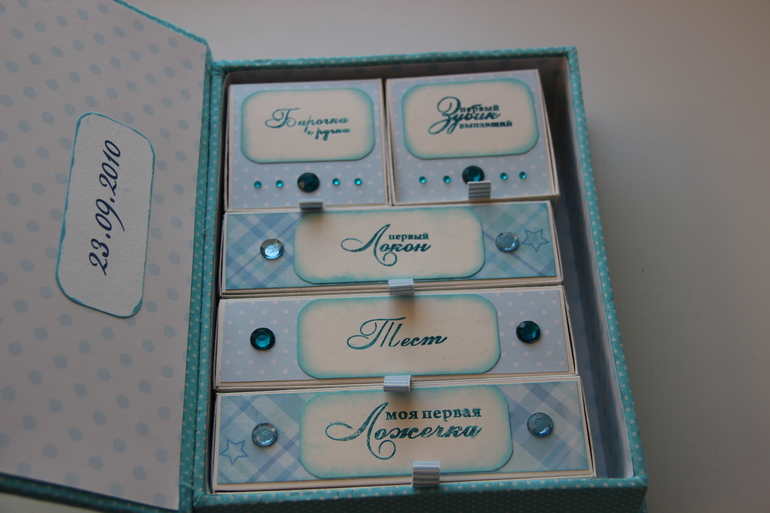 23.09.2010
Бирочка
с ручки
первый
Зубик
выпавший
первый
Локон
Тест
моя первая
Ложечка